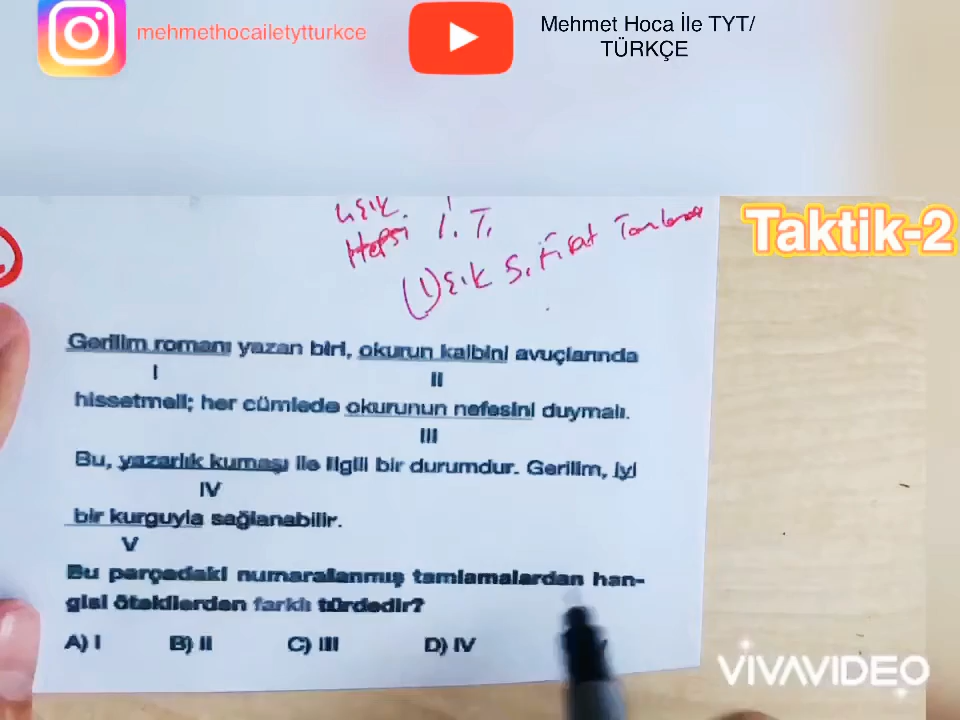 mehmethocailetytturkce
Mehmet Hoca İle TYT/
TÜRKÇE
Taktik-2
Hepsi İ.T.
Gerilim romanı yazan biri, okurun kalbini avuçlarında
I
II
hissetmeli; her cümlede okurunun nefesini duymalı.
III
Bu, yazarlık kumaşı ile ilgili bir durumdur. Gerilim, iyi
IV
bir kurguyla sağlanabilir.
V
Bu parçadaki numaralanmış tamlamalardan han-
gisi ötekilerden farklı türdedir?
A) I B) II C) III D) IV
VIVAVIDEO